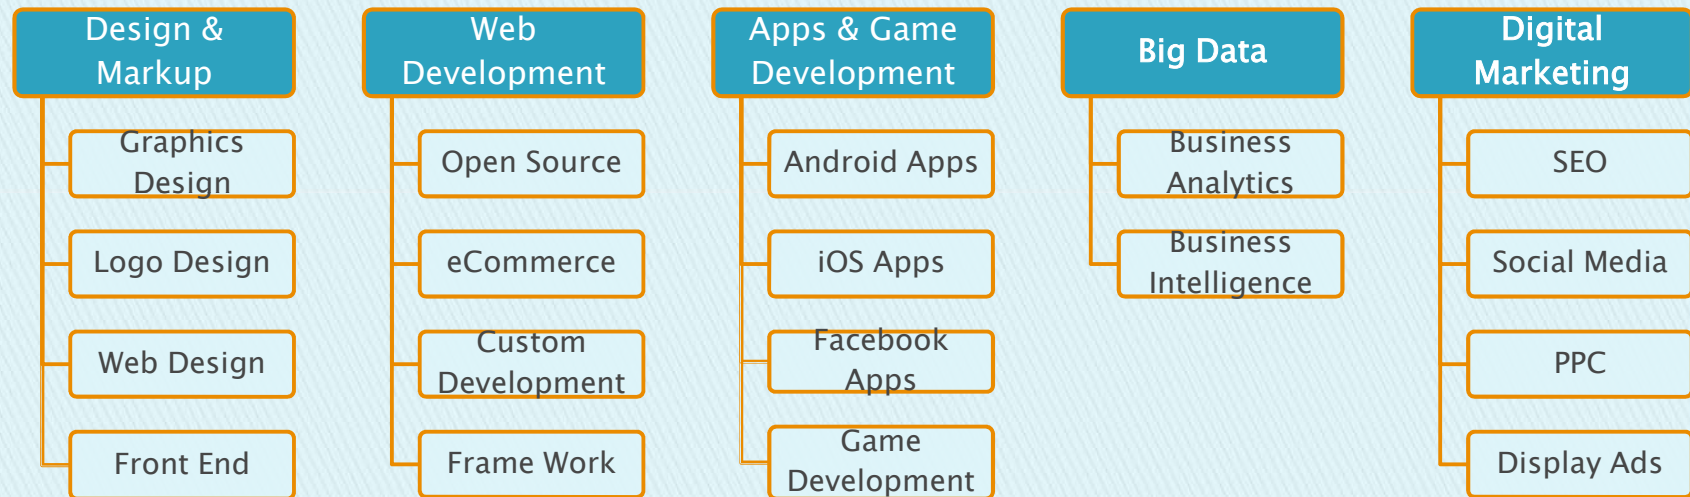 Design &
Markup
Graphics
Design
Logo Design
Web Design
Front End
Web
Development
Open Source
eCommerce
Custom
Development
Frame Work
Apps & Game
Development
Android Apps
iOS Apps
Facebook
Apps
Game
Development
Big Data
Business
Analytics
Business
Intelligence
Digital
Marketing
SEO
Social Media
PPC
Display Ads